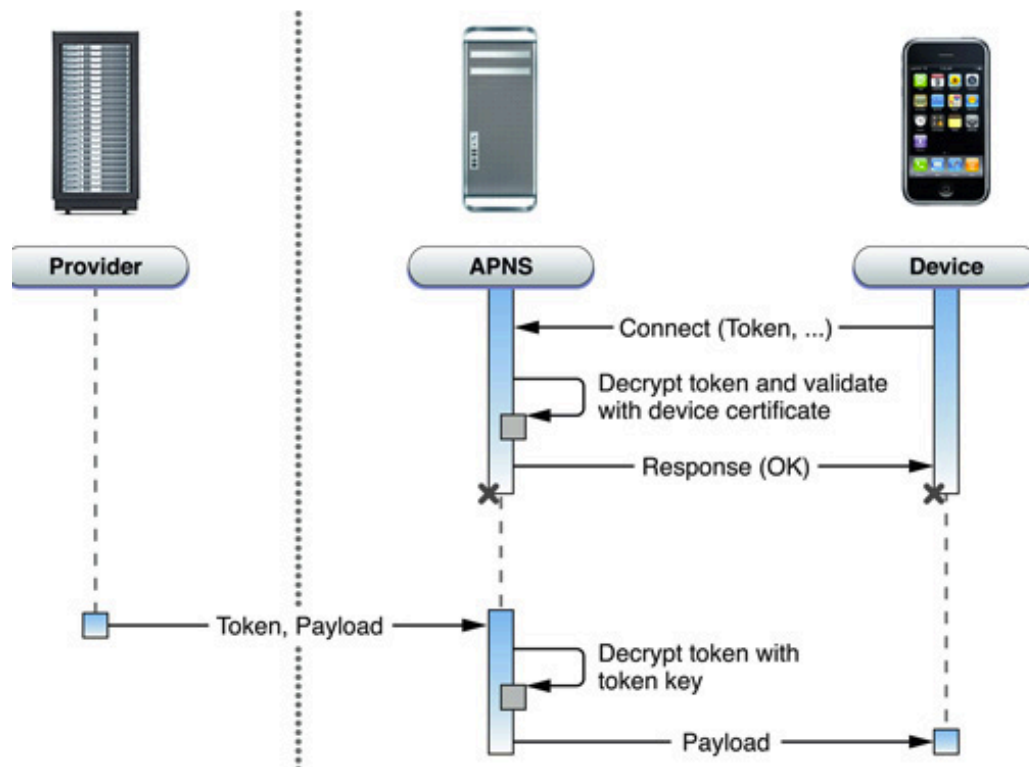 Provider
APNS
Device
Connect (Token, ...)
Decrypt token and validate
with device certificate
Response (OK)
Token, Payload
Decrypt token with
token key
Payload